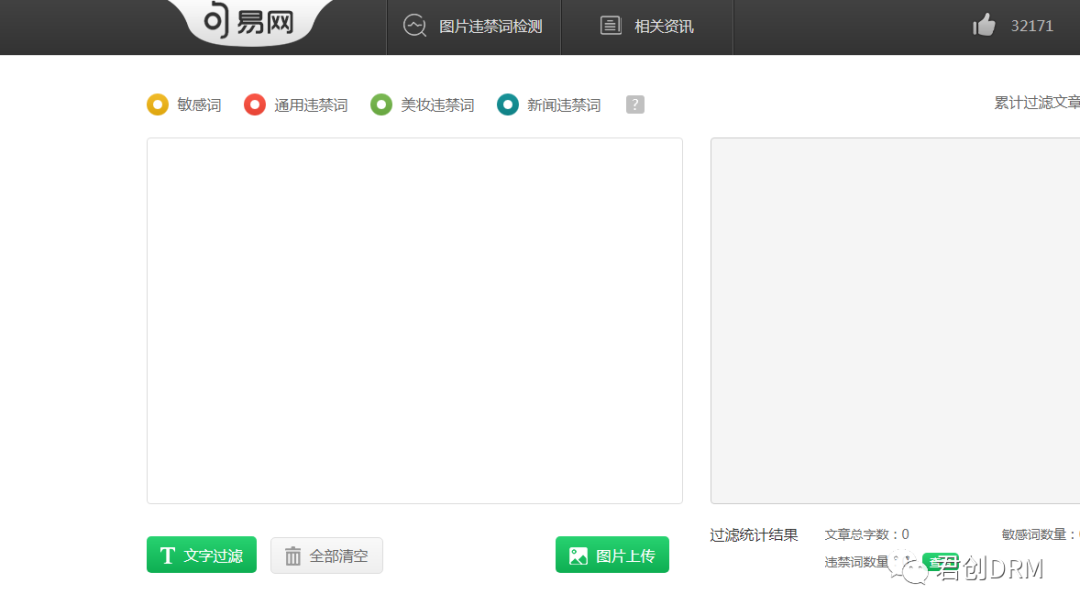 句易网 图片违禁词检测 相关资讯 32171
敏感词 通用违禁词 美妆违禁词 新闻违禁词 ? 累计过滤文章
T 文字过滤 全部清空 图片上传
过滤统计结果 文章总字数：0 敏感词数量：
违禁词数量
君创DRM